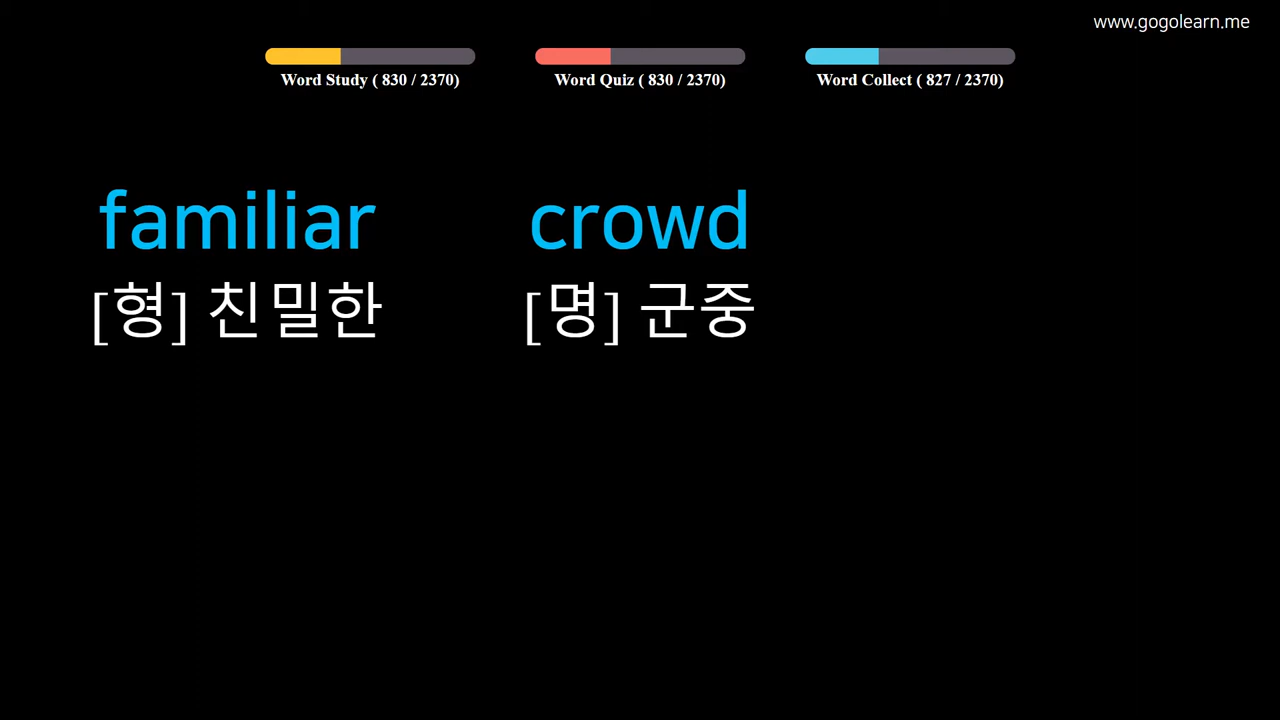 www.gogolearn.me
Word Study ( 830 / 2370)
Word Quiz ( 830 / 2370)
Word Collect ( 827 / 2370)
familiar
[형] 친밀한
crowd
[명] 군중